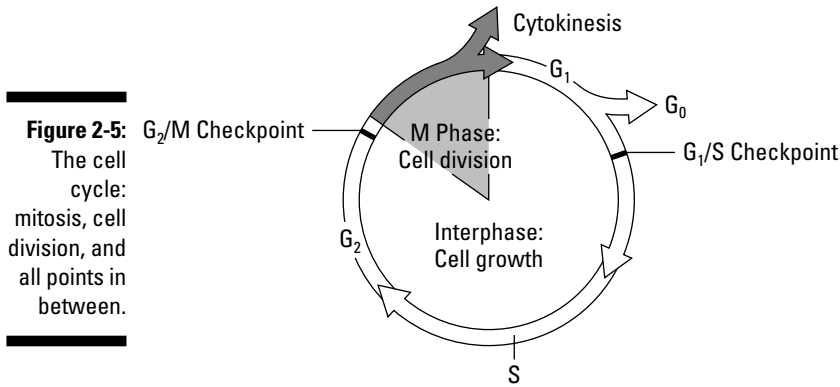 Figure 2-5:
The cell
cycle:
mitosis, cell
division, and
all points in
between.
Cytokinesis
G₁
G₀
G₂/M Checkpoint
M Phase:
Cell division
G₁/S Checkpoint
Interphase:
Cell growth
G₂
S